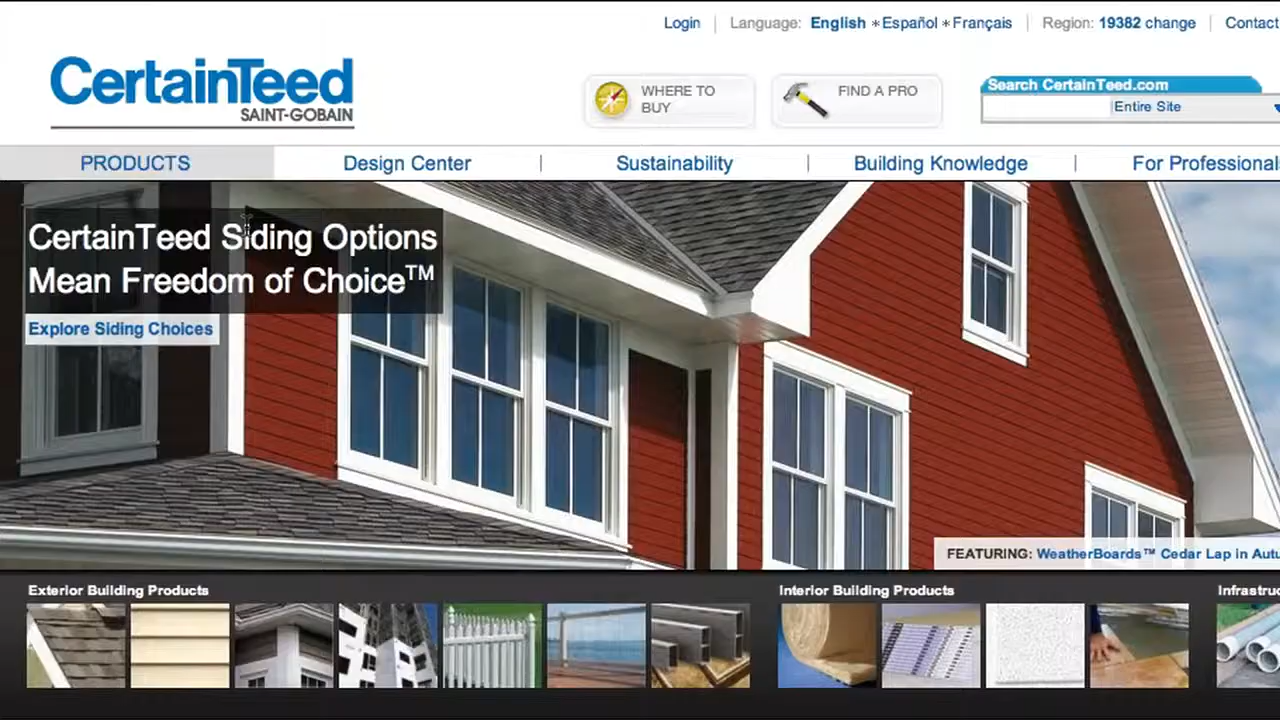 Login
Language: English * Español * Français
Region: 19382 change
Contact
CertainTeed
SAINT-GOBAIN
WHERE TO
BUY
FIND A PRO
Search CertainTeed.com
Entire Site
PRODUCTS
Design Center
Sustainability
Building Knowledge
For Professional
CertainTeed Siding Options
Mean Freedom of Choice™
Explore Siding Choices
FEATURING: WeatherBoards™ Cedar Lap in Autu
Exterior Building Products
Interior Building Products
Infrastruc